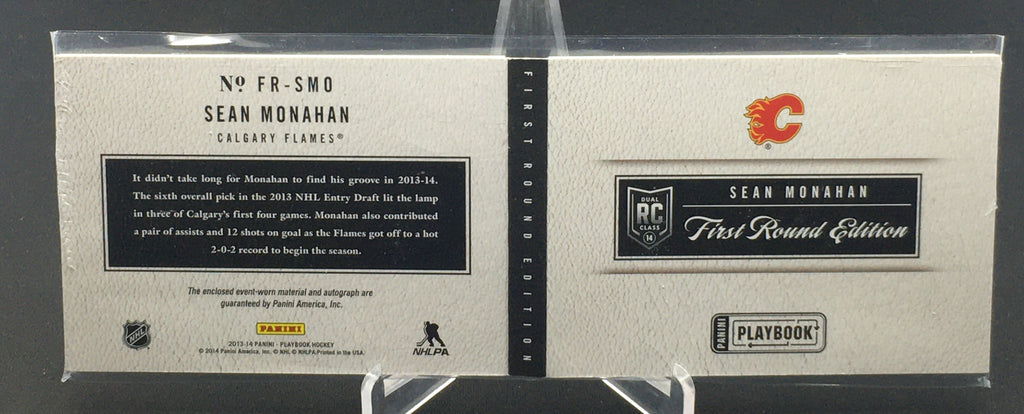 Nº FR-SMO
SEAN MONAHAN
CALGARY FLAMES®
It didn't take long for Monahan to find his groove in 2013-14.
The sixth overall pick in the 2013 NHL Entry Draft lit the lamp
in three of Calgary's first four games. Monahan also contributed
a pair of assists and 12 shots on goal as the Flames got off to a hot
2-0-2 record to begin the season.
The enclosed event-worn material and autograph are
guaranteed by Panini America, Inc.
NHL
PANINI
2013-14 PANINI - PLAYBOOK HOCKEY
© 2014 Panini America, Inc. © NHL © NHLPA Printed in the USA.
NHLPA
FIRST ROUND EDITION
C
®
DUAL
RC
CLASS
14
SEAN MONAHAN
First Round Edition
PANINI
PLAYBOOK